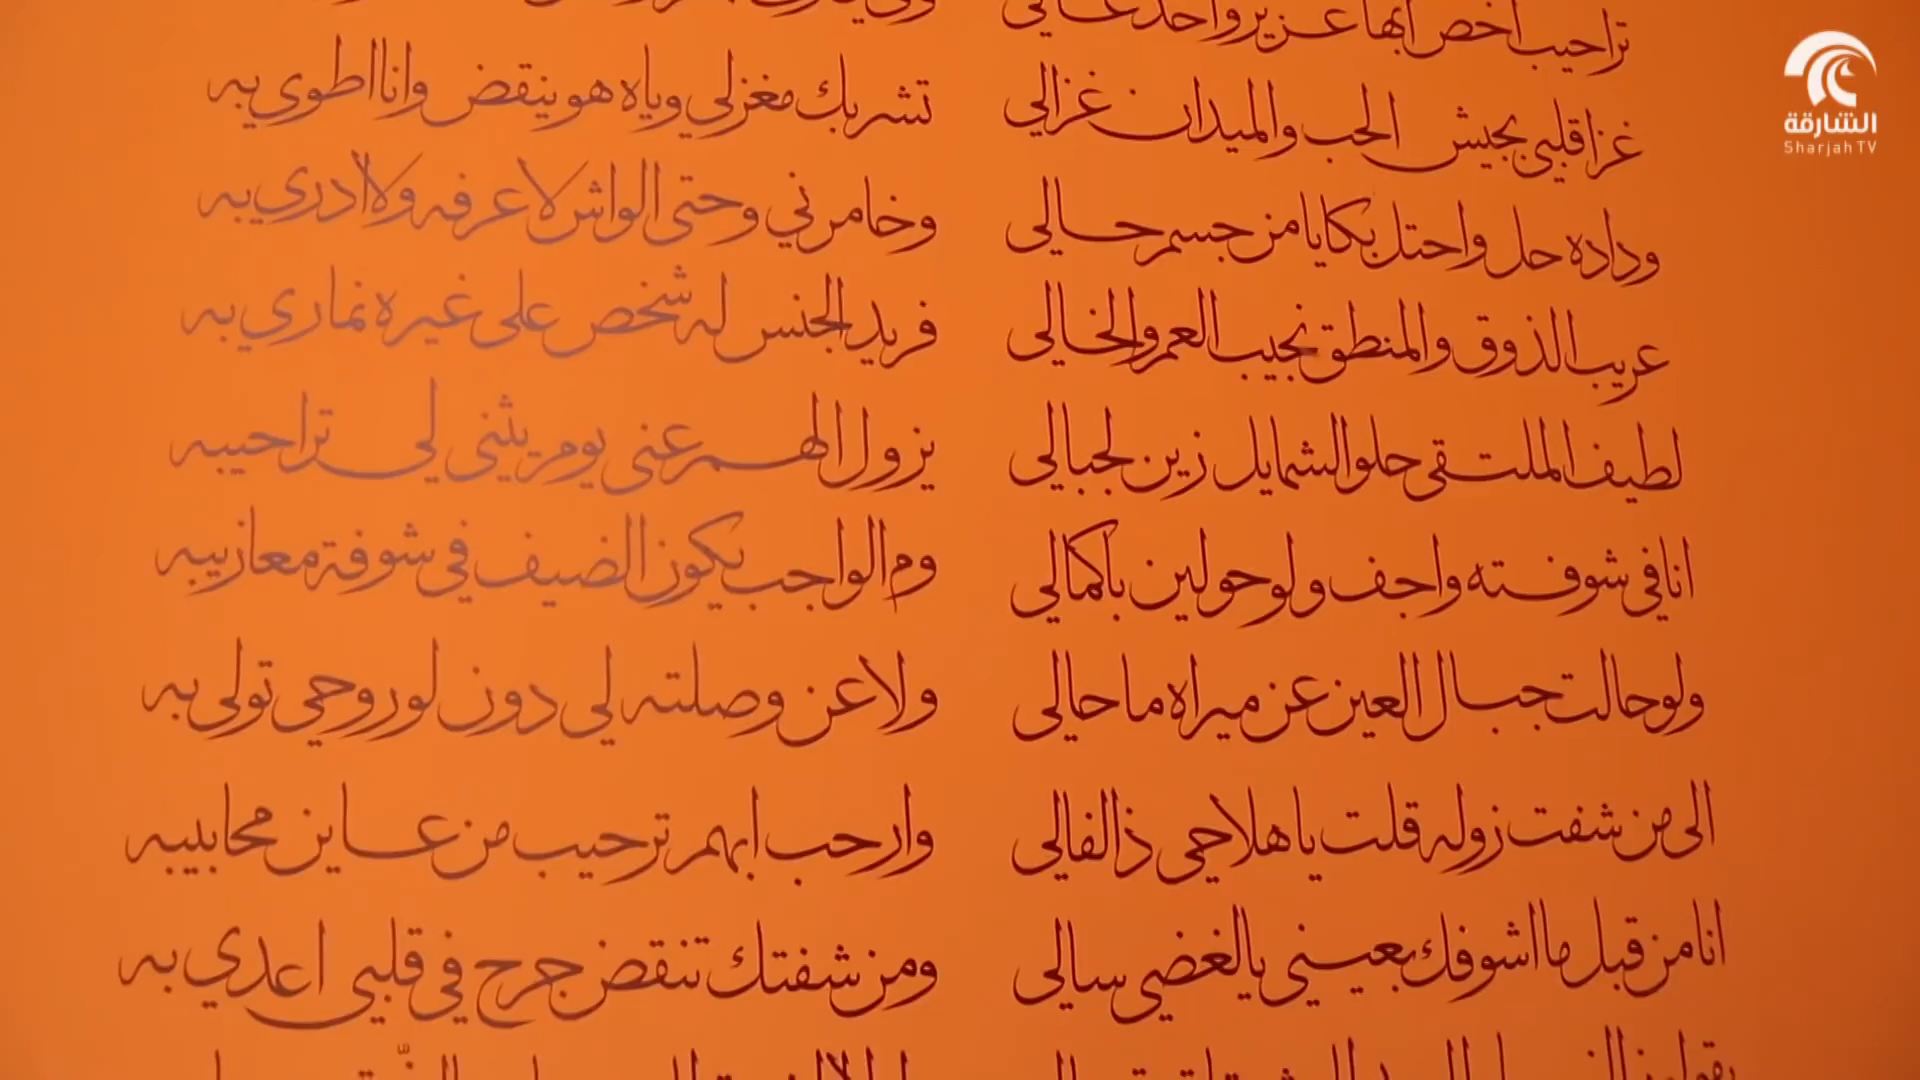 تراحيب أخص ابها عزيز واحد غالي
غزا قلبي بجيش الحب والميدان غزالي تشربك مغزلي وياه هو ينقض وانا اطوي به
وداده حل واحتل بكايا من جسم حالي وخامرني وحتى الواش لا عرفه ولا أدري به
عريب الذوق والمنطق نجيب العم والخالي فريد الجنس له شخص على غيره نماري به
لطيف الملتقى حلو الشمايل زين لجبالي يزول الهم عني يوم يثني لي تراحيبه
انا في شوفته واجف ولو حولين باكمالي وم الواجب يكون الضيف في شوفة معازيبه
ولو حالت جبال العين عن ميراه ما حالي ولا عن وصلته لي دون لو روحي تولى به
الى من شفت زوله قلت يا هلا حي ذا الفالي وارحب ابهم ترحيب من عاين محابيبه
انا من قبل ما اشوفك بعيني يالغضي سالي ومن شفتك تنقض جرح في قلبي اعدي به
الشارقة
Sharjah TV